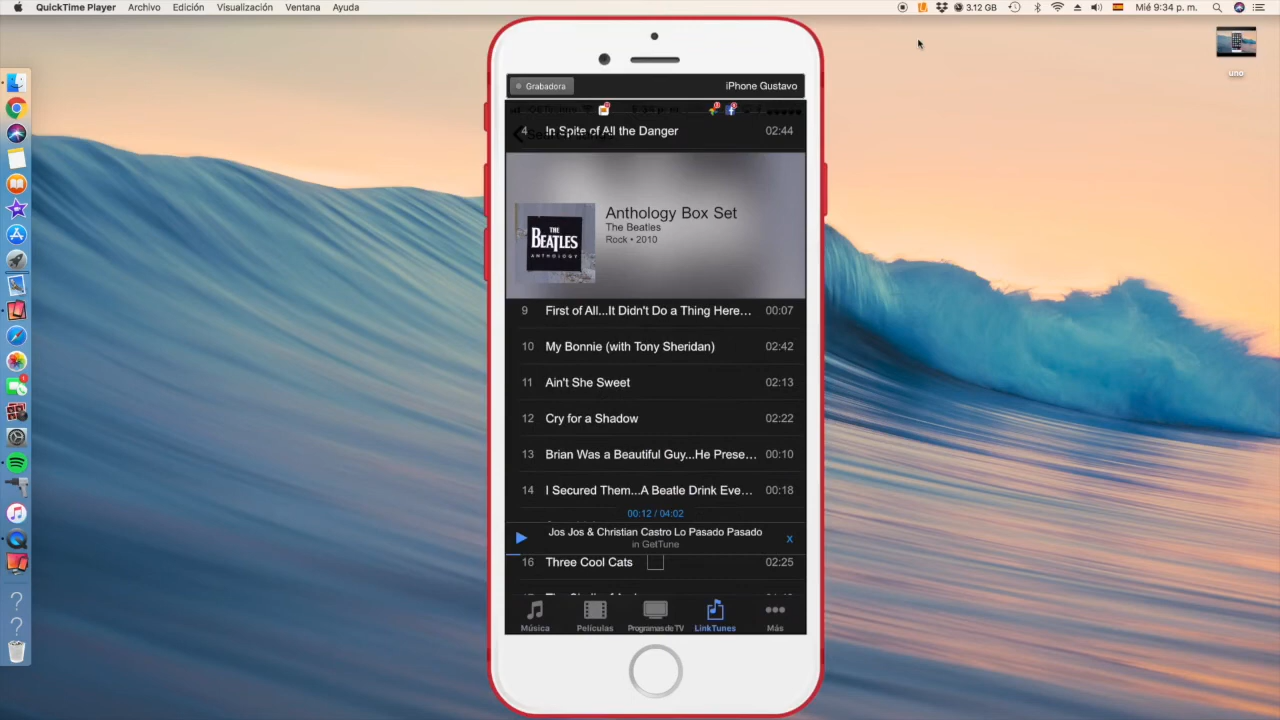 QuickTime Player Archivo Edición Visualización Ventana Ayuda
3.12 GB
Mié 9:34 p. m.
uno
Grabadora
iPhone Gustavo
4 In Spite of All the Danger 02:44
Anthology Box Set
The Beatles
Rock • 2010
THE
BEATLES
ANTHOLOGY
9 First of All...It Didn't Do a Thing Here... 00:07
10 My Bonnie (with Tony Sheridan) 02:42
11 Ain't She Sweet 02:13
12 Cry for a Shadow 02:22
13 Brian Was a Beautiful Guy...He Prese... 00:10
14 I Secured Them...A Beatle Drink Eve... 00:18
00:12 / 04:02
Jos Jos & Christian Castro Lo Pasado Pasado
in GetTune
x
16 Three Cool Cats 02:25
Música Películas Programas de TV LinkTunes Más